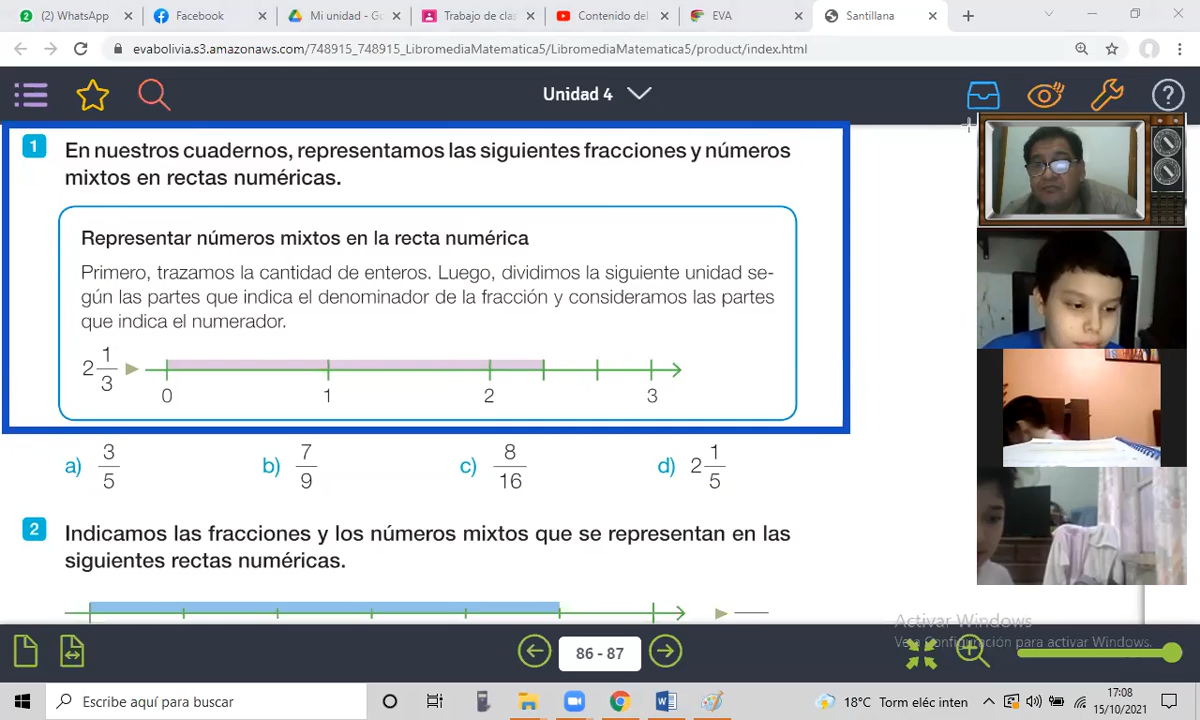 (2) WhatsApp
Facebook
Mi unidad - Go
Trabajo de clas
Contenido del
EVA
Santillana
evabolivia.s3.amazonaws.com/748915_748915_LibromediaMatematica5/LibromediaMatematica5/product/index.html
Unidad 4
1 En nuestros cuadernos, representamos las siguientes fracciones y números
mixtos en rectas numéricas.
Representar números mixtos en la recta numérica
Primero, trazamos la cantidad de enteros. Luego, dividimos la siguiente unidad se-
gún las partes que indica el denominador de la fracción y consideramos las partes
que indica el numerador.
2 1/3
0 1 2 3
a) 3/5 b) 7/9 c) 8/16 d) 2 1/5
2 Indicamos las fracciones y los números mixtos que se representan en las
siguientes rectas numéricas.
Activar Windows
Ve a Configuración para activar Windows.
86 - 87
Escribe aquí para buscar
18°C Torm eléc inten
17:08
15/10/2021